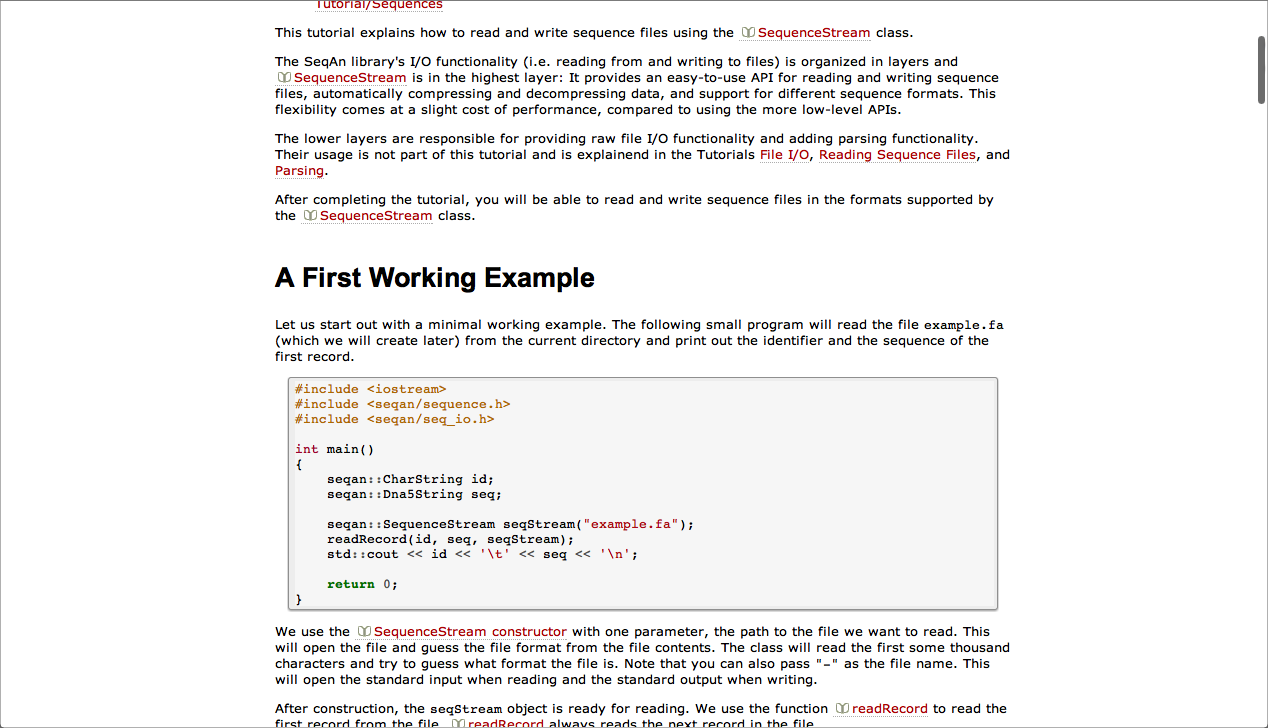 Tutorial/Sequences
This tutorial explains how to read and write sequence files using the SequenceStream class.
The SeqAn library's I/O functionality (i.e. reading from and writing to files) is organized in layers and
SequenceStream is in the highest layer: It provides an easy-to-use API for reading and writing sequence
files, automatically compressing and decompressing data, and support for different sequence formats. This
flexibility comes at a slight cost of performance, compared to using the more low-level APIs.
The lower layers are responsible for providing raw file I/O functionality and adding parsing functionality.
Their usage is not part of this tutorial and is explainend in the Tutorials File I/O, Reading Sequence Files, and
Parsing.
After completing the tutorial, you will be able to read and write sequence files in the formats supported by
the SequenceStream class.
A First Working Example
Let us start out with a minimal working example. The following small program will read the file example.fa
(which we will create later) from the current directory and print out the identifier and the sequence of the
first record.
#include <iostream>
#include <seqan/sequence.h>
#include <seqan/seq_io.h>
int main()
{
    seqan::CharString id;
    seqan::Dna5String seq;
    seqan::SequenceStream seqStream("example.fa");
    readRecord(id, seq, seqStream);
    std::cout << id << '\t' << seq << '\n';
    return 0;
}
We use the SequenceStream constructor with one parameter, the path to the file we want to read. This
will open the file and guess the file format from the file contents. The class will read the first some thousand
characters and try to guess what format the file is. Note that you can also pass "-" as the file name. This
will open the standard input when reading and the standard output when writing.
After construction, the seqStream object is ready for reading. We use the function readRecord to read the
first record from the file. readRecord always reads the next record in the file.